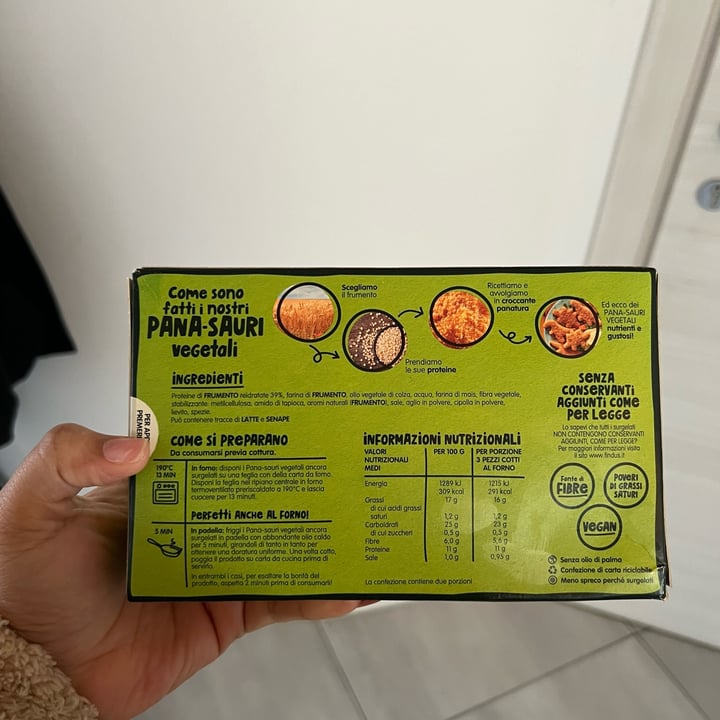 Come sono
fatti i nostri
PANA-SAURI
vegetali
Scegliamo
il frumento
Prendiamo
le sue proteine
Ricettiamo e
avvolgiamo
in croccante
panatura
Ed ecco dei
PANA-SAURI
VEGETALI
nutrienti e
gustosi!
INGREDIENTI
Proteine di FRUMENTO reidratate 39%, farina di FRUMENTO, olio vegetale di colza, acqua, farina di mais, fibra vegetale,
stabilizzante: metilcellulosa, amido di tapioca, aromi naturali (FRUMENTO), sale, aglio in polvere, cipolla in polvere,
lievito, spezie.
Può contenere tracce di LATTE e SENAPE
COME SI PREPARANO
Da consumarsi previa cottura.
190°C
13 MIN
In forno: disponi i Pana-sauri vegetali ancora
surgelati su una teglia con della carta da forno.
Disponi la teglia nel ripiano centrale in forno
termoventilato preriscaldato a 190°C e lascia
cuocere per 13 minuti.
PERFETTI ANCHE AL FORNO!
5 MIN
In padella: friggi i Pana-sauri vegetali ancora
surgelati in padella con abbondante olio caldo
per 5 minuti, girandoli di tanto in tanto per
ottenere una doratura uniforme. Una volta cotto,
poggia il prodotto su carta da cucina prima di
servirlo.
In entrambi i casi, per esaltare la bontà del
prodotto, aspetta 2 minuti prima di consumarli!
INFORMAZIONI NUTRIZIONALI
VALORI NUTRIZIONALI MEDI PER 100 G PER PORZIONE 3 PEZZI COTTI AL FORNO
Energia 1289 kJ 1215 kJ
309 kcal 291 kcal
Grassi 17 g 16 g
di cui acidi grassi
saturi 1,2 g 1,2 g
Carboidrati 25 g 23 g
di cui zuccheri 0,5 g 0,5 g
Fibre 6,0 g 5,6 g
Proteine 11 g 11 g
Sale 1,0 g 0,95 g
La confezione contiene due porzioni
SENZA
CONSERVANTI
AGGIUNTI COME
PER LEGGE
Lo sapevi che tutti i surgelati
NON CONTENGONO CONSERVANTI
AGGIUNTI, COME PER LEGGE?
Per maggiori informazioni visita
il sito www.findus.it
Fonte di
FIBRE
POVERI
DI GRASSI
SATURI
VEGAN
Senza olio di palma
Confezione di carta riciclabile
Meno spreco perché surgelati
PER
PREMERE